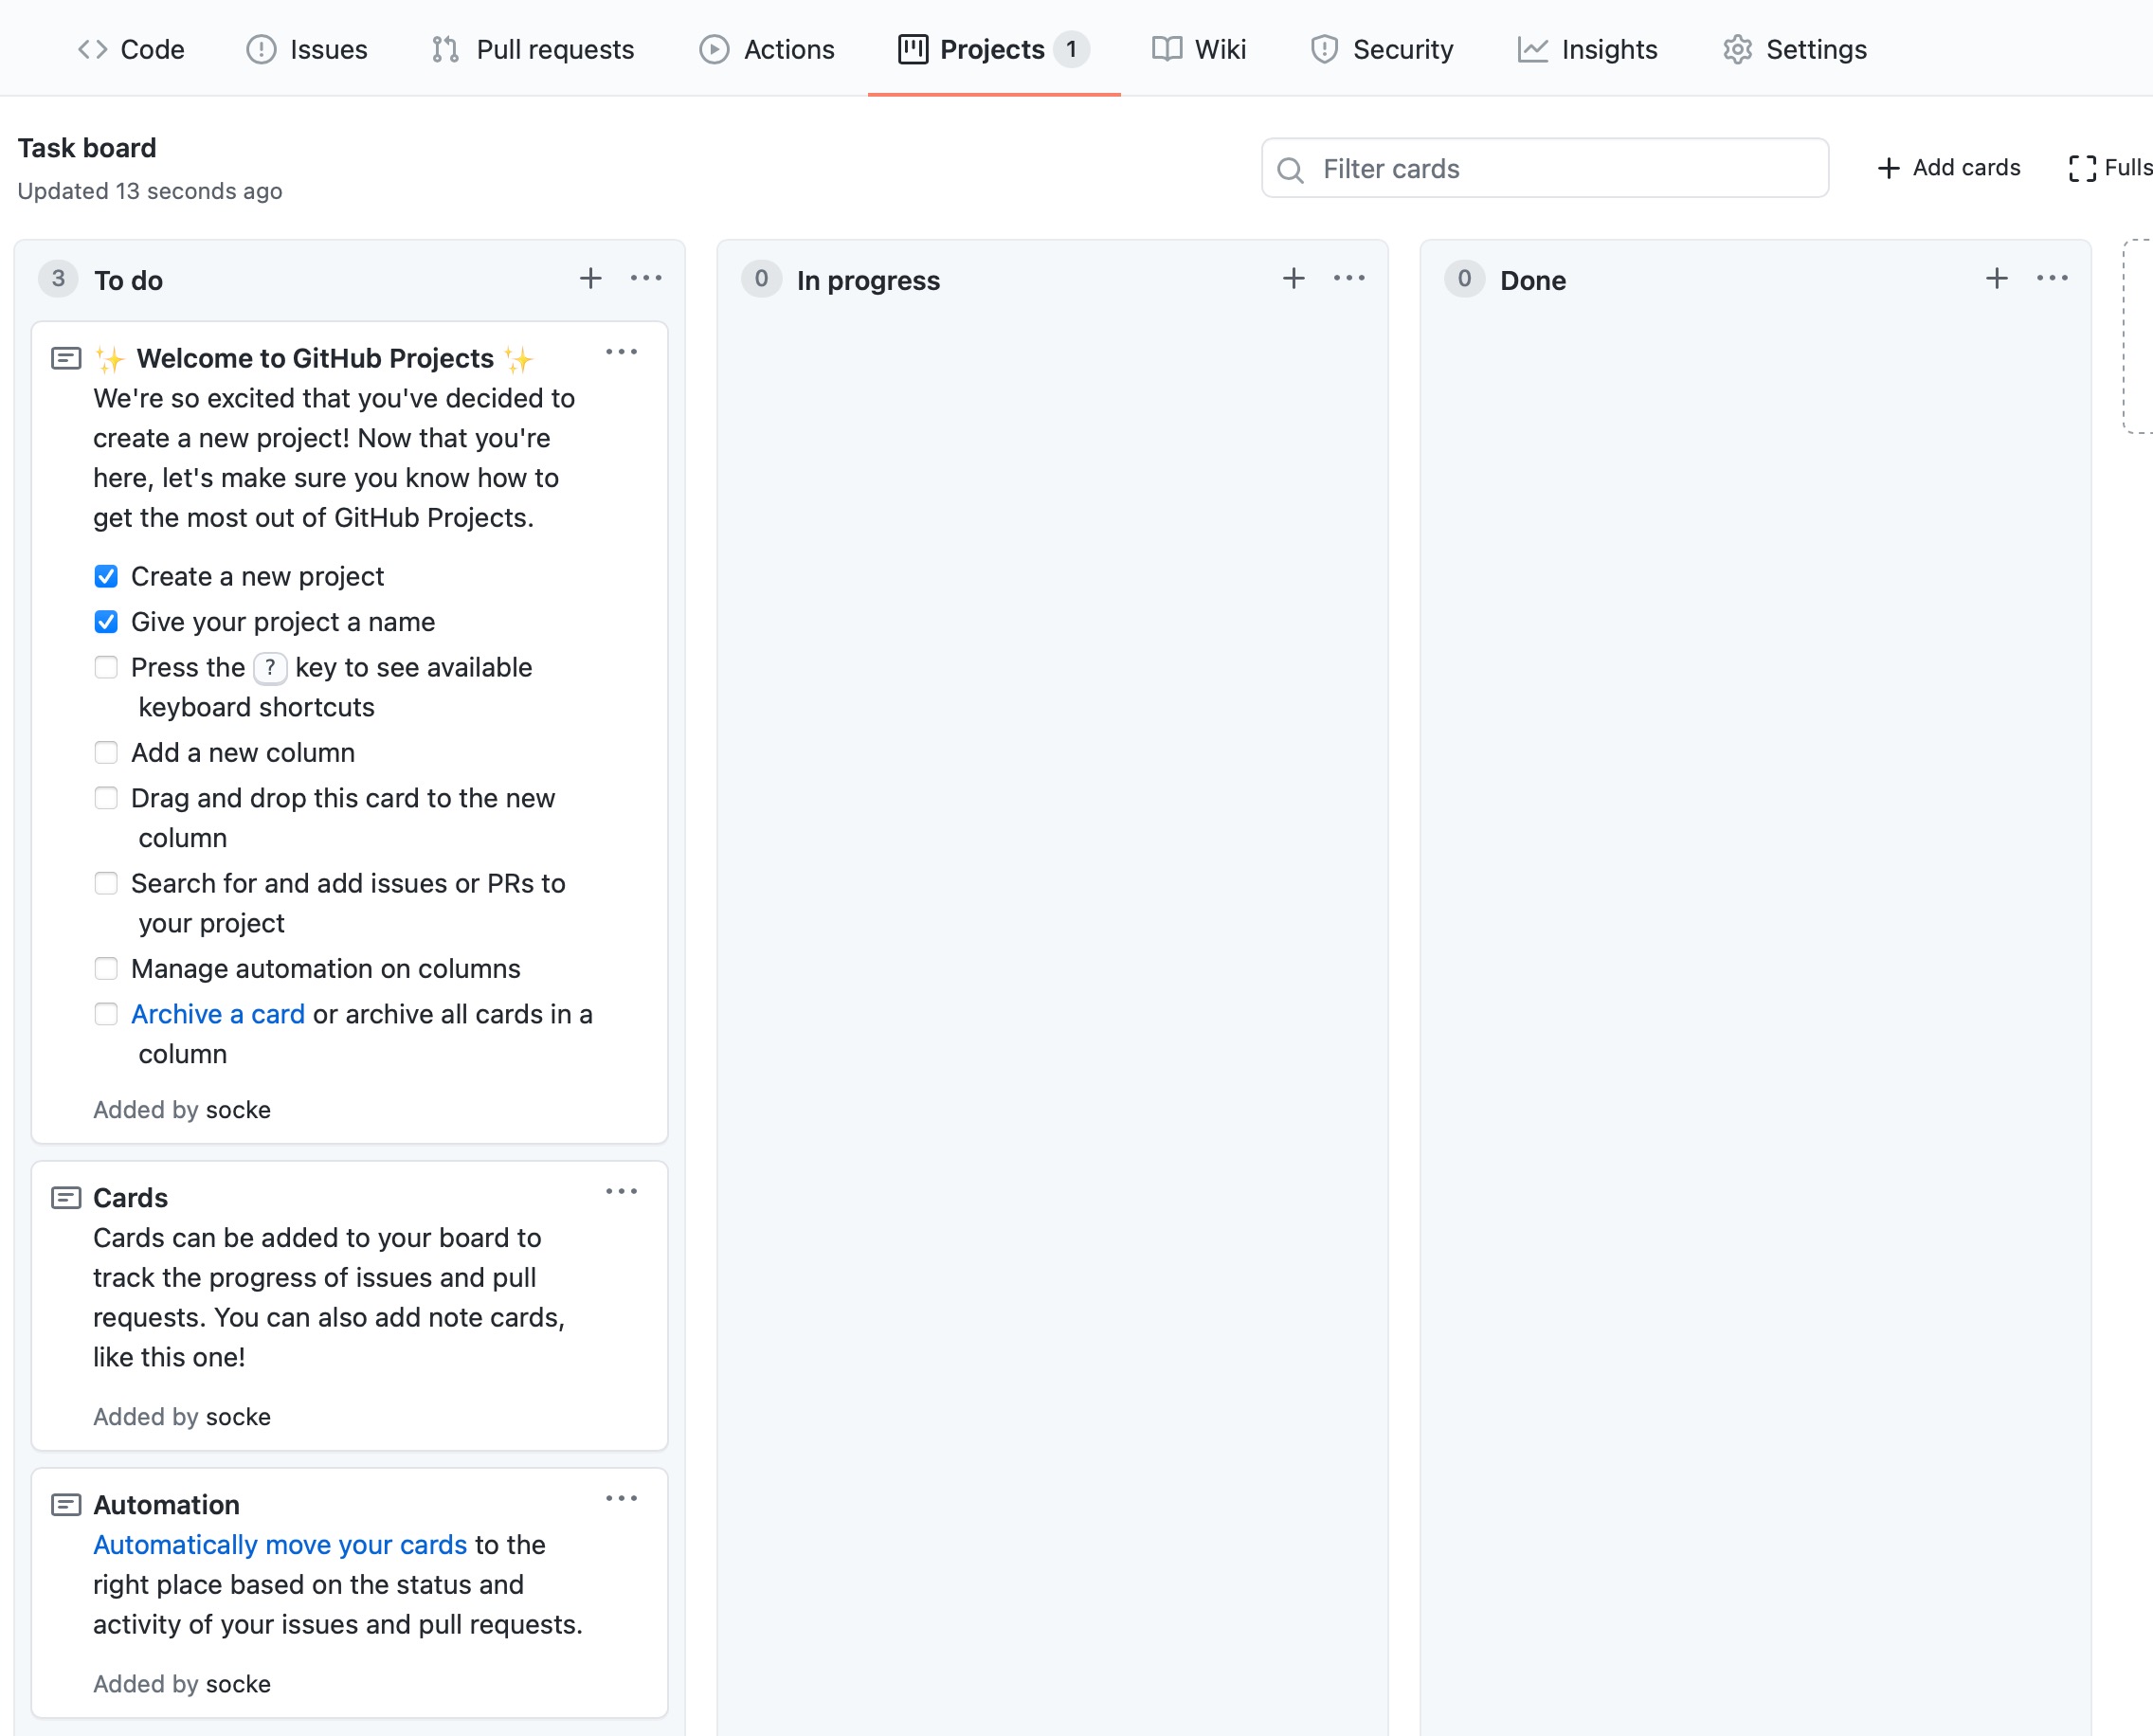 Code Issues Pull requests Actions Projects 1 Wiki Security Insights Settings
Task board
Updated 13 seconds ago
Filter cards
Add cards
Fulls
3 To do
✨ Welcome to GitHub Projects ✨
We're so excited that you've decided to
create a new project! Now that you're
here, let's make sure you know how to
get the most out of GitHub Projects.
Create a new project
Give your project a name
Press the ? key to see available
keyboard shortcuts
Add a new column
Drag and drop this card to the new
column
Search for and add issues or PRs to
your project
Manage automation on columns
Archive a card or archive all cards in a
column
Added by socke
Cards
Cards can be added to your board to
track the progress of issues and pull
requests. You can also add note cards,
like this one!
Added by socke
Automation
Automatically move your cards to the
right place based on the status and
activity of your issues and pull requests.
Added by socke
0 In progress
0 Done